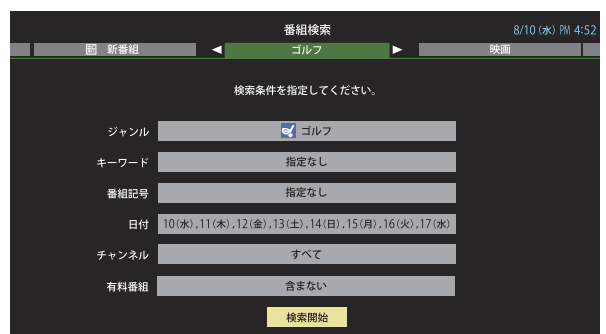 番組検索
8/10 (水) PM 4:52
新番組 ◀ ゴルフ ▶ 映画
検索条件を指定してください。
ジャンル ゴルフ
キーワード 指定なし
番組記号 指定なし
日付 10(水),11(木),12(金),13(土),14(日),15(月),16(火),17(水)
チャンネル すべて
有料番組 含まない
検索開始